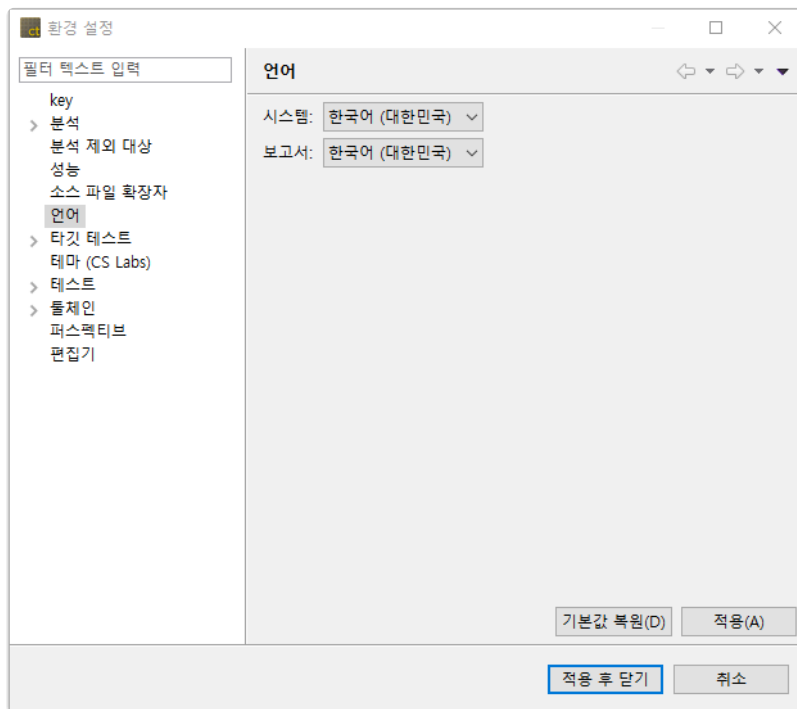 ct 환경 설정
필터 텍스트 입력
key
분석
분석 제외 대상
성능
소스 파일 확장자
언어
타깃 테스트
테마 (CS Labs)
테스트
툴체인
퍼스펙티브
편집기
언어
시스템: 한국어 (대한민국)
보고서: 한국어 (대한민국)
기본값 복원(D) 적용(A)
적용 후 닫기 취소